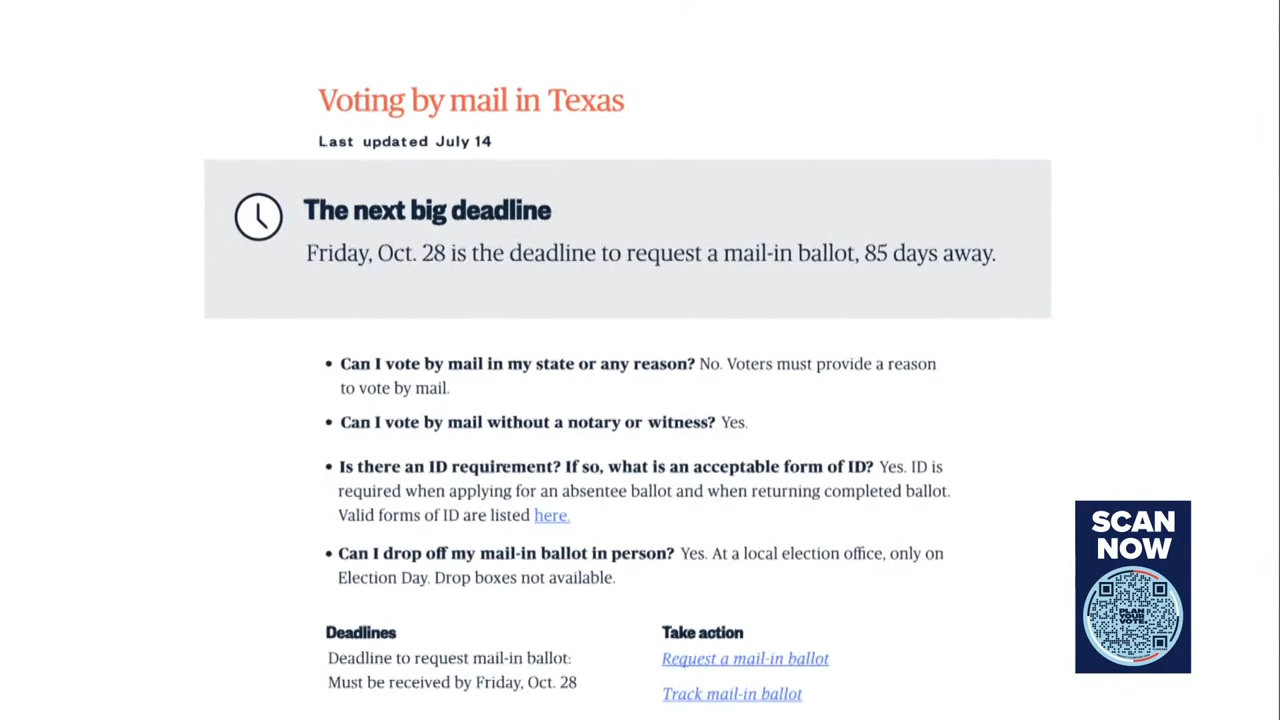 Voting by mail in Texas
Last updated July 14
The next big deadline
Friday, Oct. 28 is the deadline to request a mail-in ballot, 85 days away.
• Can I vote by mail in my state or any reason? No. Voters must provide a reason
to vote by mail.
• Can I vote by mail without a notary or witness? Yes.
• Is there an ID requirement? If so, what is an acceptable form of ID? Yes. ID is
required when applying for an absentee ballot and when returning completed ballot.
Valid forms of ID are listed here.
• Can I drop off my mail-in ballot in person? Yes. At a local election office, only on
Election Day. Drop boxes not available.
Deadlines
Deadline to request mail-in ballot:
Must be received by Friday, Oct. 28
Take action
Request a mail-in ballot
Track mail-in ballot
SCAN
NOW
PLAN
YOUR
VOTE.